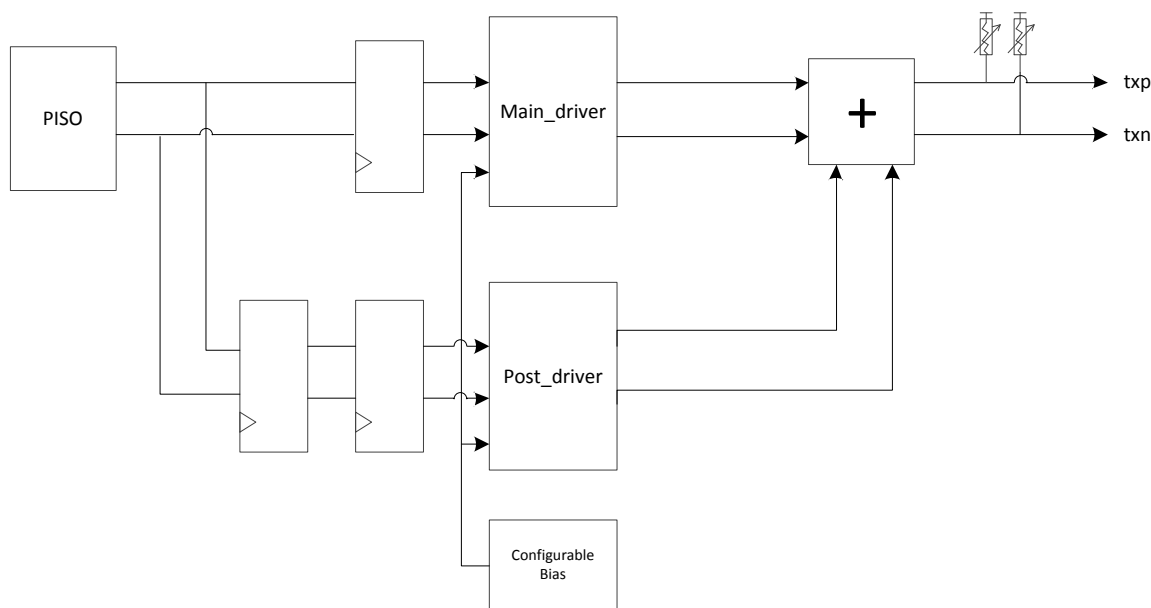 PISO
Main_driver
+
txp
txn
Post_driver
Configurable
Bias